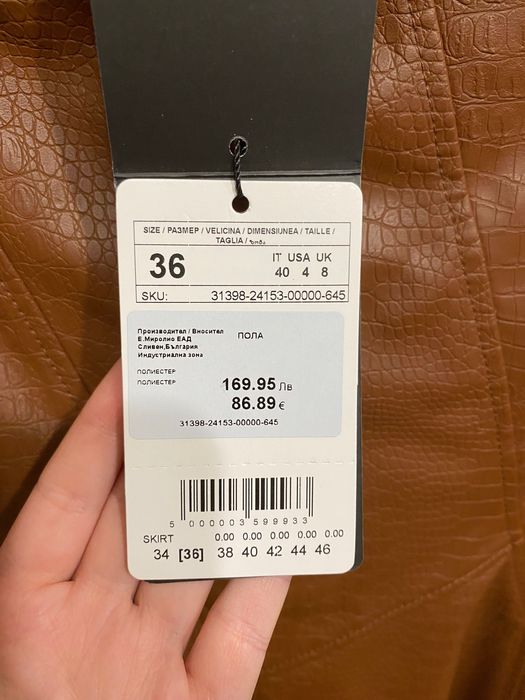 SIZE / РАЗМЕР / VELICINA / DIMENSIUNEA / TAILLE /
TAGLIA /
36
IT USA UK
40 4 8
SKU: 31398-24153-00000-645
Производител / Вносител
Е.Миролио ЕАД
Сливен,България
Индустриална зона
ПОЛА
ПОЛИЕСТЕР
ПОЛИЕСТЕР
169.95 Лв
86.89 €
31398-24153-00000-645
5 000003 599933
SKIRT 0.00 0.00 0.00 0.00 0.00
34 [36] 38 40 42 44 46